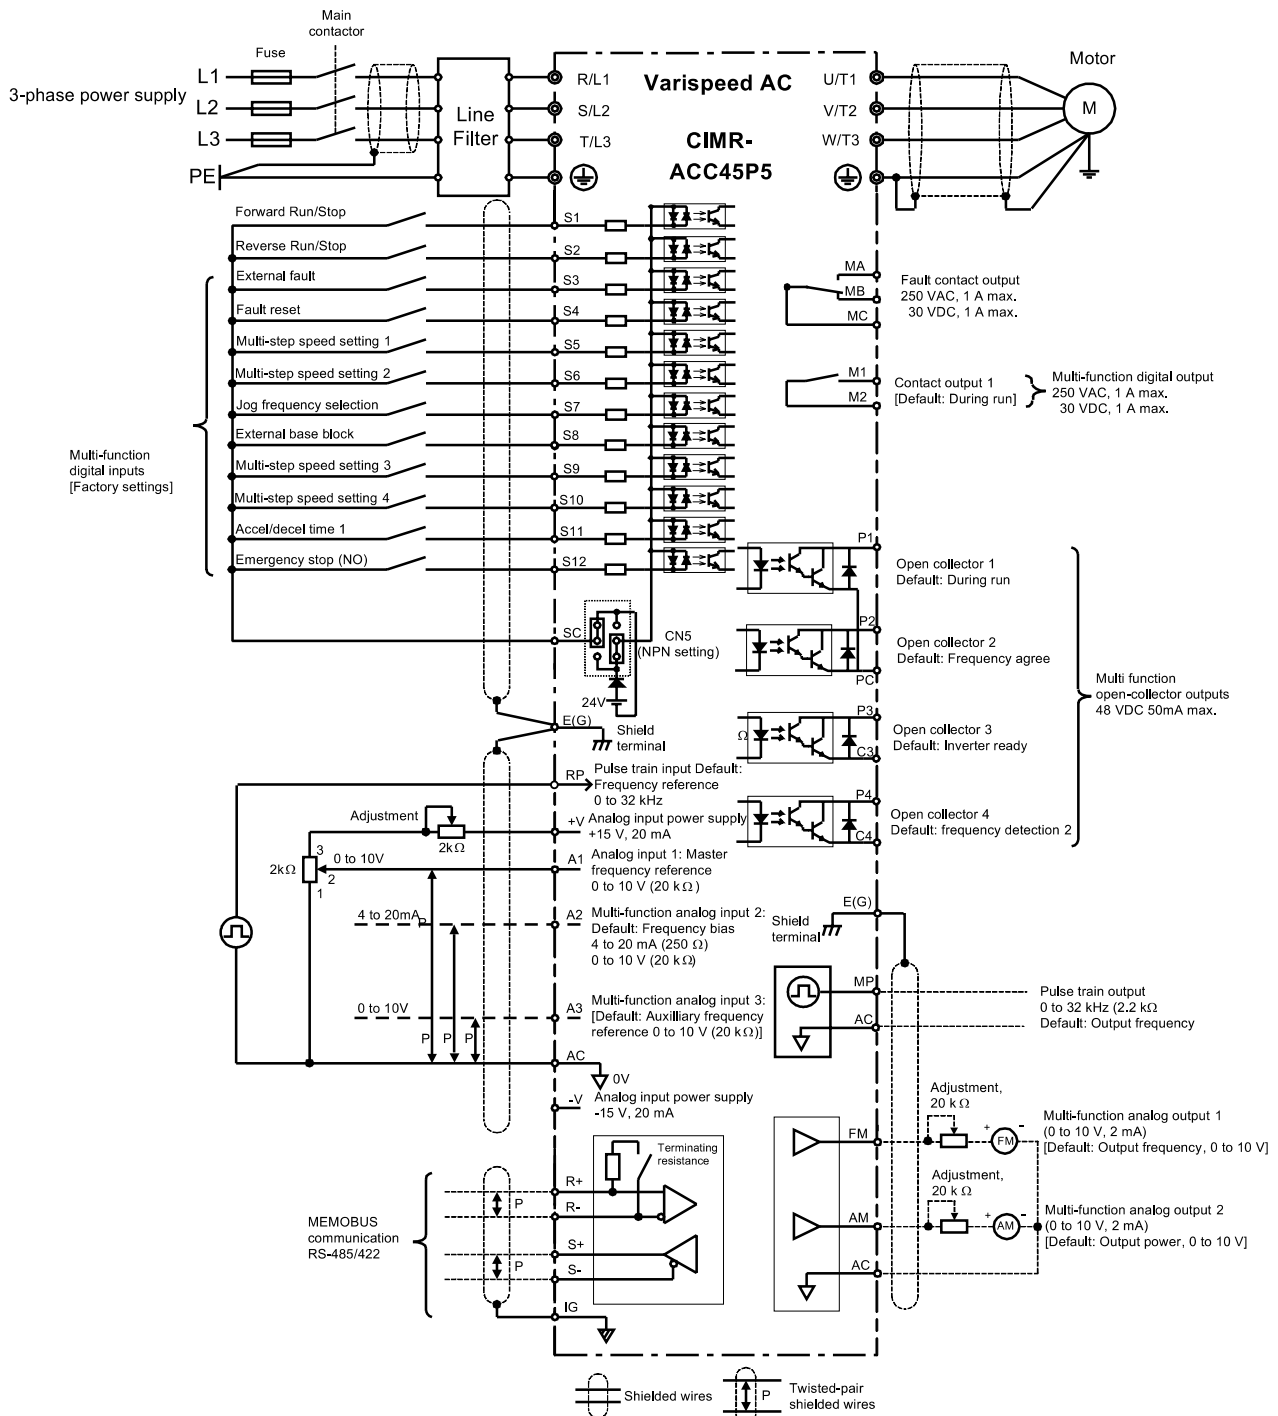 Main
contactor
Fuse
L1
L2
L3
3-phase power supply
PE
Line
Filter
R/L1
S/L2
T/L3
Varispeed AC
CIMR-
ACC45P5
U/T1
V/T2
W/T3
Motor
M
Forward Run/Stop
S1
Reverse Run/Stop
S2
External fault
S3
Fault reset
S4
Multi-step speed setting 1
S5
Multi-step speed setting 2
S6
Jog frequency selection
S7
External base block
S8
Multi-step speed setting 3
S9
Multi-step speed setting 4
S10
Accel/decel time 1
S11
Emergency stop (NO)
S12
Multi-function
digital inputs
[Factory settings]
SC
CN5
(NPN setting)
24V
E(G)
Shield
terminal
MA
MB
MC
Fault contact output
250 VAC, 1 A max.
30 VDC, 1 A max.
M1
M2
Contact output 1
[Default: During run]
Multi-function digital output
250 VAC, 1 A max.
30 VDC, 1 A max.
P1
Open collector 1
Default: During run
P2
Open collector 2
Default: Frequency agree
PC
P3
Ω
Open collector 3
Default: Inverter ready
C3
P4
Open collector 4
Default: frequency detection 2
C4
Multi function
open-collector outputs
48 VDC 50mA max.
RP
Pulse train input Default:
Frequency reference
0 to 32 kHz
Adjustment
2kΩ
+V
Analog input power supply
+15 V, 20 mA
2kΩ
3
2
1
0 to 10V
A1
Analog input 1: Master
frequency reference
0 to 10 V (20 kΩ)
4 to 20mA
P
A2
Multi-function analog input 2:
Default: Frequency bias
4 to 20 mA (250 Ω)
0 to 10V (20 kΩ)
0 to 10V
A3
Multi-function analog input 3:
[Default: Auxilliary frequency
reference 0 to 10 V (20 kΩ)]
P
P
P
AC
0V
-V
Analog input power supply
-15 V, 20 mA
E(G)
Shield
terminal
MP
AC
Pulse train output
0 to 32 kHz (2.2 kΩ
Default: Output frequency
Adjustment,
20 kΩ
FM
+
FM
-
Multi-function analog output 1
(0 to 10 V, 2 mA)
[Default: Output frequency, 0 to 10 V]
Adjustment,
20 kΩ
AM
+
AM
-
Multi-function analog output 2
(0 to 10 V, 2 mA)
[Default: Output power, 0 to 10 V]
AC
MEMOBUS
communication
RS-485/422
P
P
R+
R-
S+
S-
IG
Terminating
resistance
Shielded wires
P
Twisted-pair
shielded wires